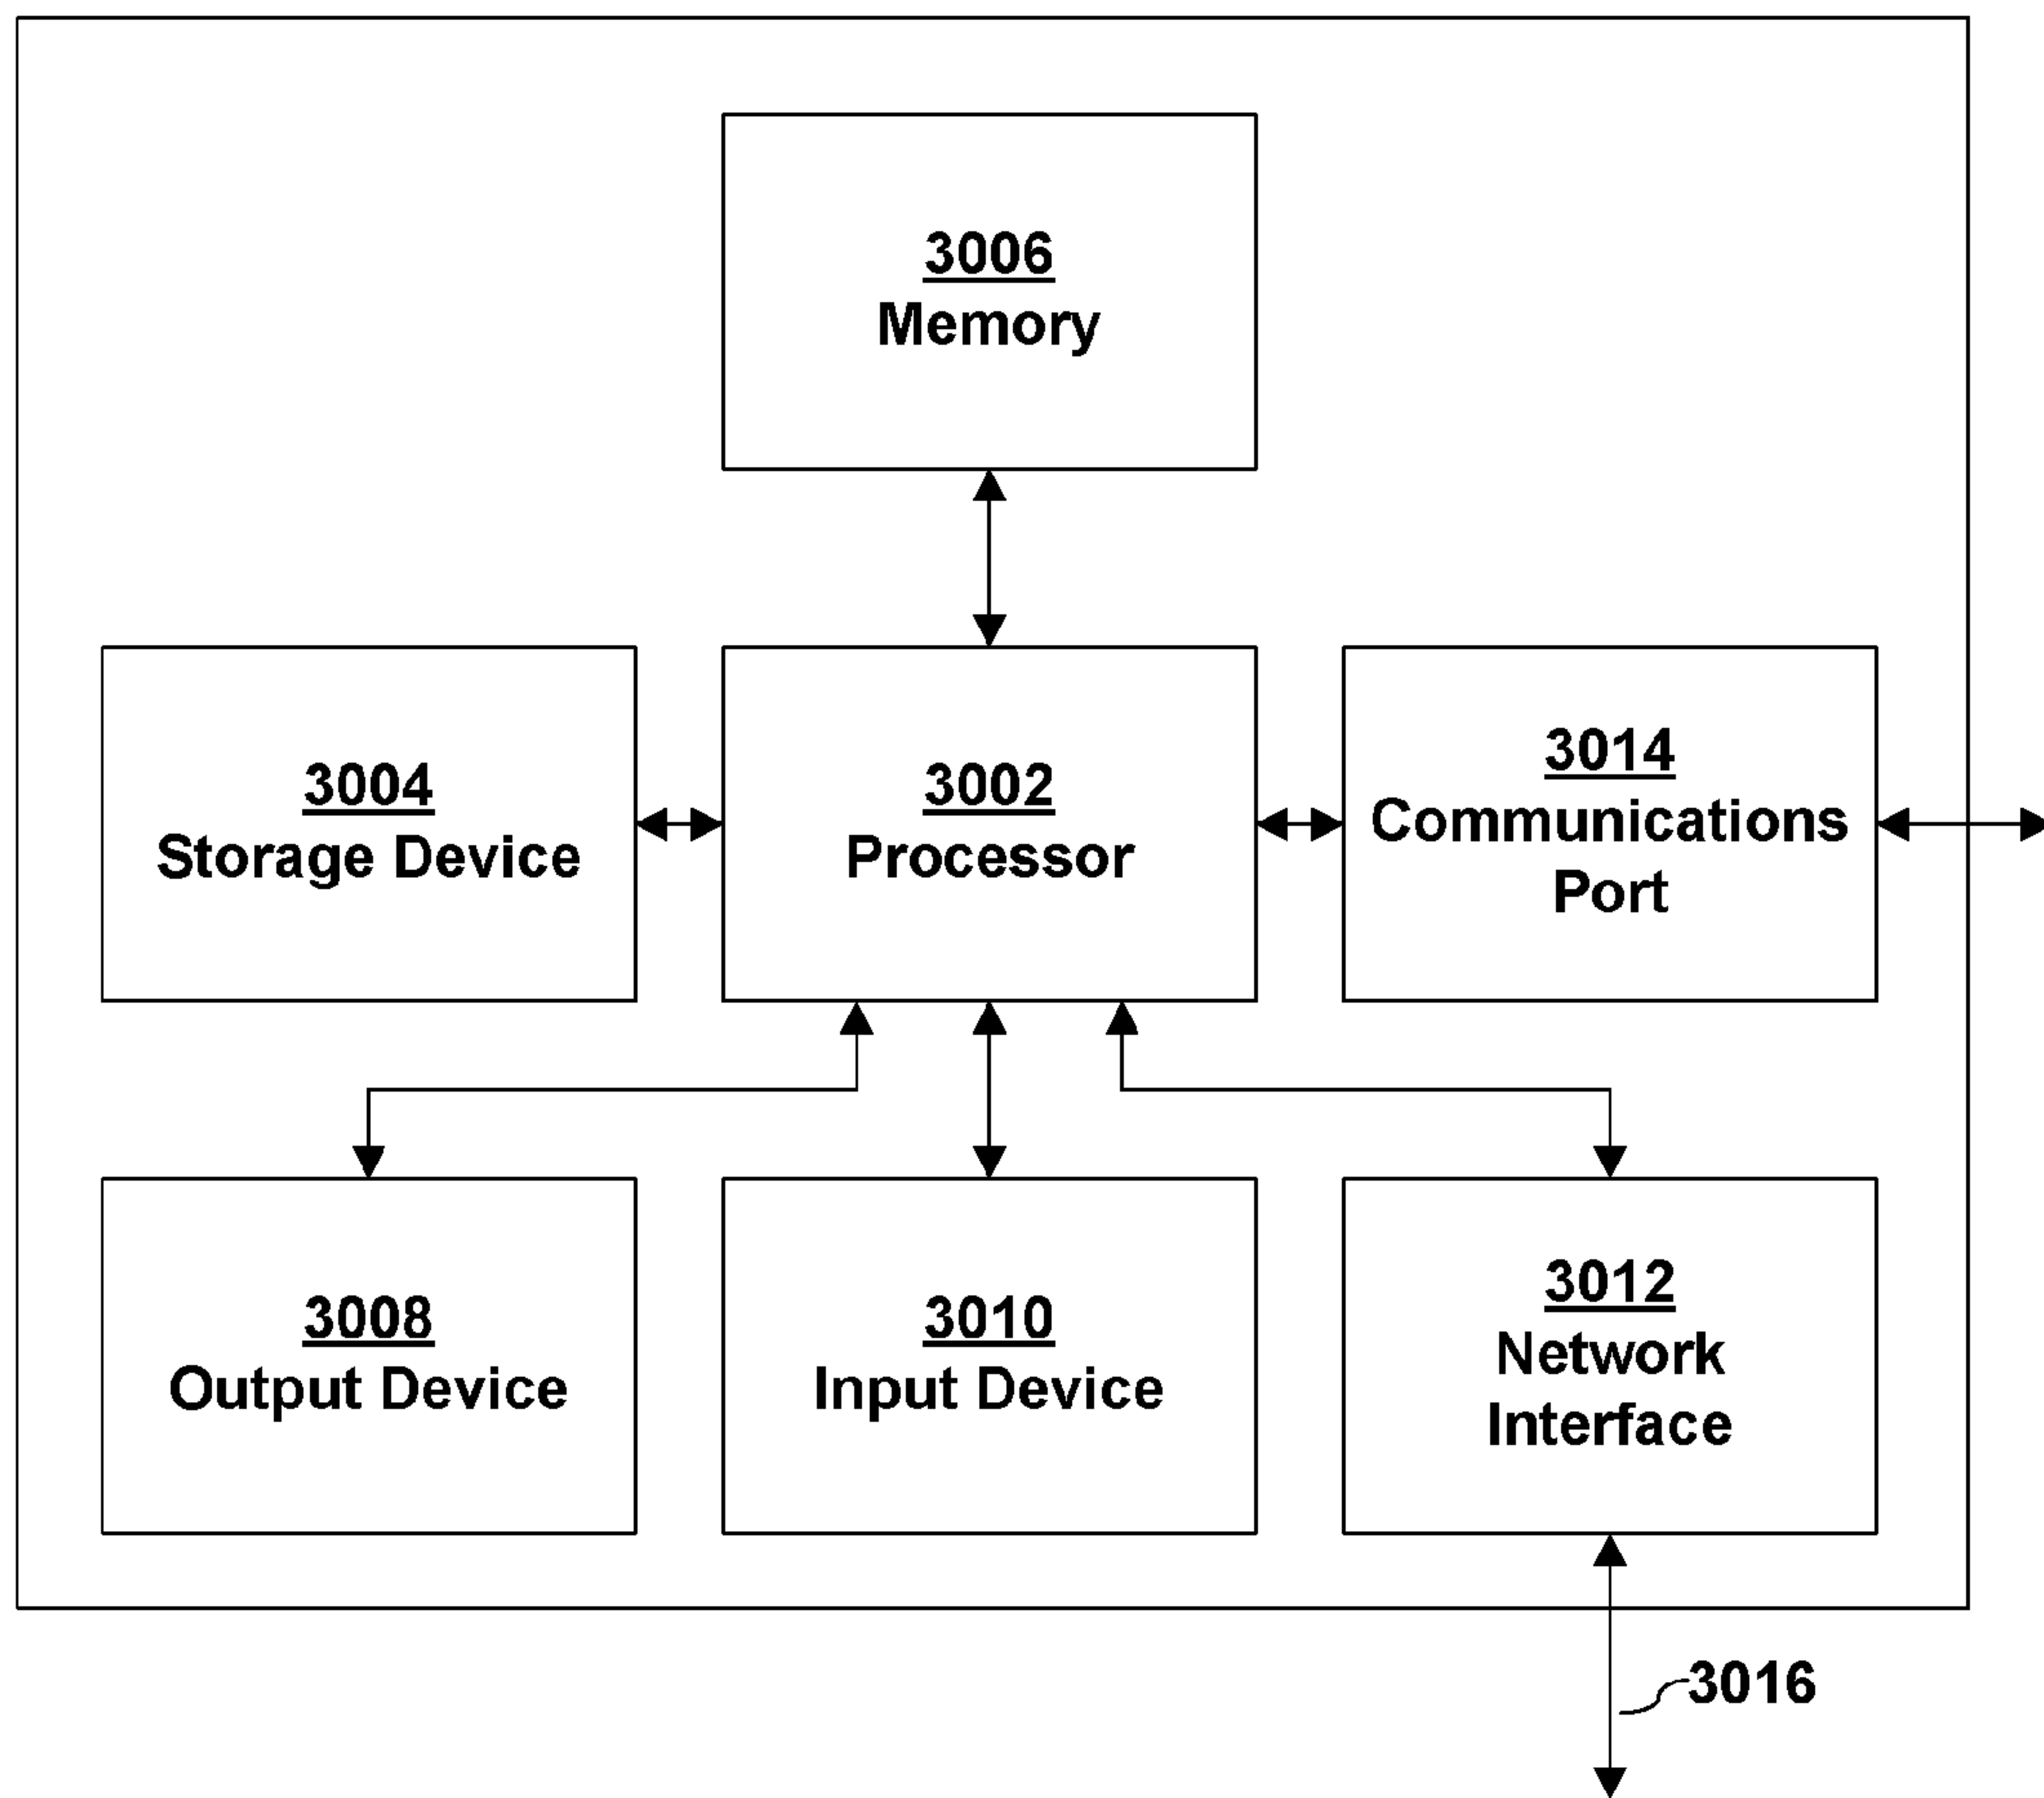 3006
Memory
3004
Storage Device
3002
Processor
3014
Communications
Port
3008
Output Device
3010
Input Device
3012
Network
Interface
3016